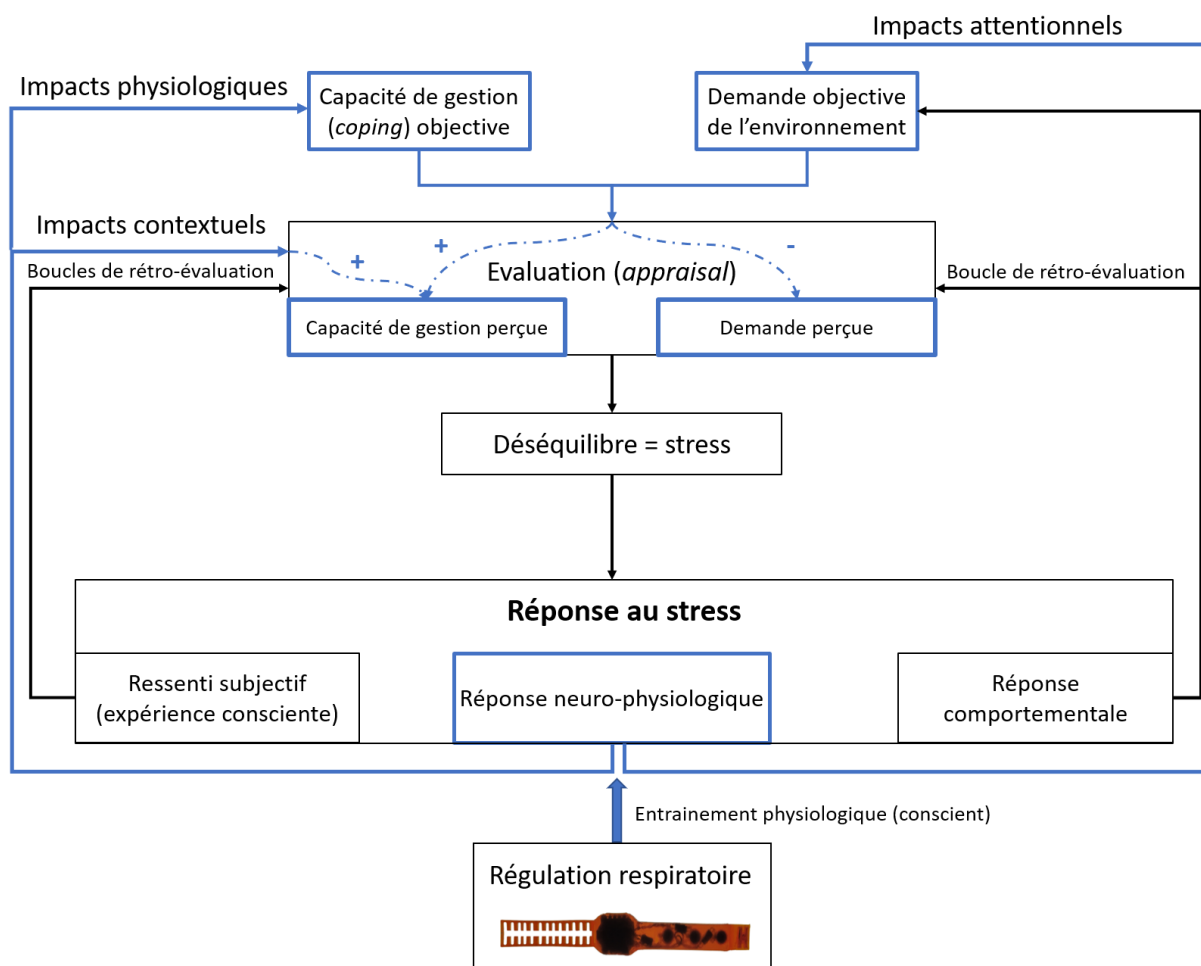 Impacts attentionnels
Impacts physiologiques
Capacité de gestion
(coping) objective
Demande objective
de l'environnement
Impacts contextuels
+
+
-
Boucles de rétro-évaluation
Evaluation (appraisal)
Boucle de rétro-évaluation
Capacité de gestion perçue
Demande perçue
Déséquilibre = stress
Réponse au stress
Ressenti subjectif
(expérience consciente)
Réponse neuro-physiologique
Réponse
comportementale
Entrainement physiologique (conscient)
Régulation respiratoire